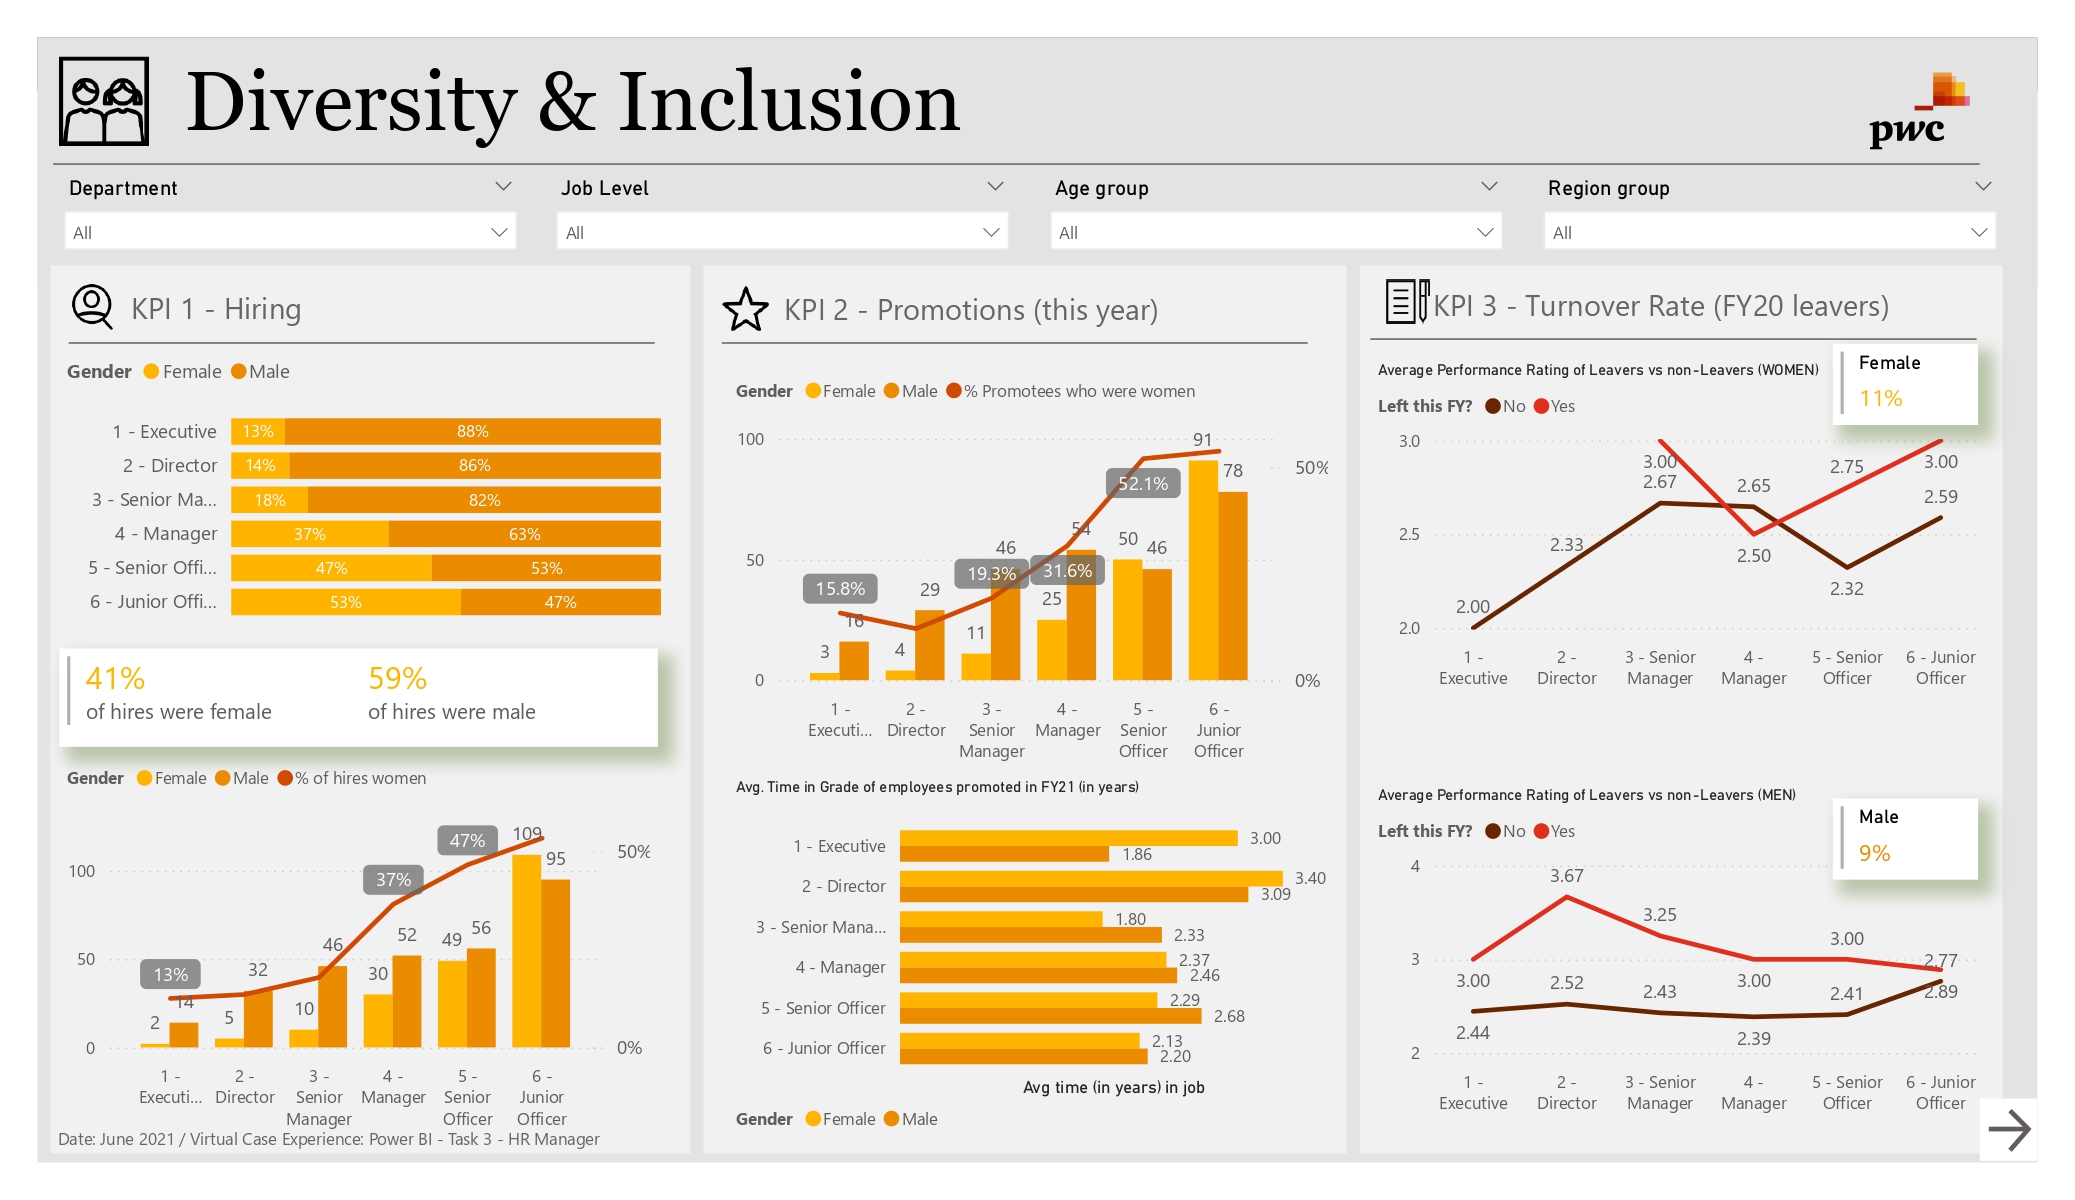 Diversity & Inclusion
pwc
Department
Job Level
Age group
Region group
All
All
All
All
KPI 1 - Hiring
Gender Female Male
1 - Executive 13% 88%
2 - Director 14% 86%
3 - Senior Ma... 18% 82%
4 - Manager 37% 63%
5 - Senior Offi... 47% 53%
6 - Junior Offi... 53% 47%
41% 59%
of hires were female of hires were male
Gender Female Male % of hires women
100
50
0
50%
0%
13%
37%
47%
2 14
5 32
10 46
30 52
49 56
109 95
1 - Executi...
2 - Director
3 - Senior Manager
4 - Manager
5 - Senior Officer
6 - Junior Officer
Date: June 2021 / Virtual Case Experience: Power BI - Task 3 - HR Manager
KPI 2 - Promotions (this year)
Gender Female Male % Promotees who were women
100
50
0
50%
0%
15.8%
19.3%
31.6%
52.1%
3 16
4 29
11 46
25 54
50 46
91 78
1 - Executi...
2 - Director
3 - Senior Manager
4 - Manager
5 - Senior Officer
6 - Junior Officer
Avg. Time in Grade of employees promoted in FY21 (in years)
1 - Executive 3.00 1.86
2 - Director 3.40 3.09
3 - Senior Mana... 1.80 2.33
4 - Manager 2.37 2.46
5 - Senior Officer 2.29 2.68
6 - Junior Officer 2.13 2.20
Avg time (in years) in job
Gender Female Male
KPI 3 - Turnover Rate (FY20 leavers)
Average Performance Rating of Leavers vs non-Leavers (WOMEN)
Female
11%
Left this FY? No Yes
3.0
2.5
2.0
2.00
2.33
3.00
2.67
2.65
2.50
2.75
2.32
3.00
2.59
1 - Executive
2 - Director
3 - Senior Manager
4 - Manager
5 - Senior Officer
6 - Junior Officer
Average Performance Rating of Leavers vs non-Leavers (MEN)
Male
9%
Left this FY? No Yes
4
3
2
3.00
2.44
3.67
2.52
3.25
2.43
3.00
2.39
3.00
2.41
2.77
2.89
1 - Executive
2 - Director
3 - Senior Manager
4 - Manager
5 - Senior Officer
6 - Junior Officer